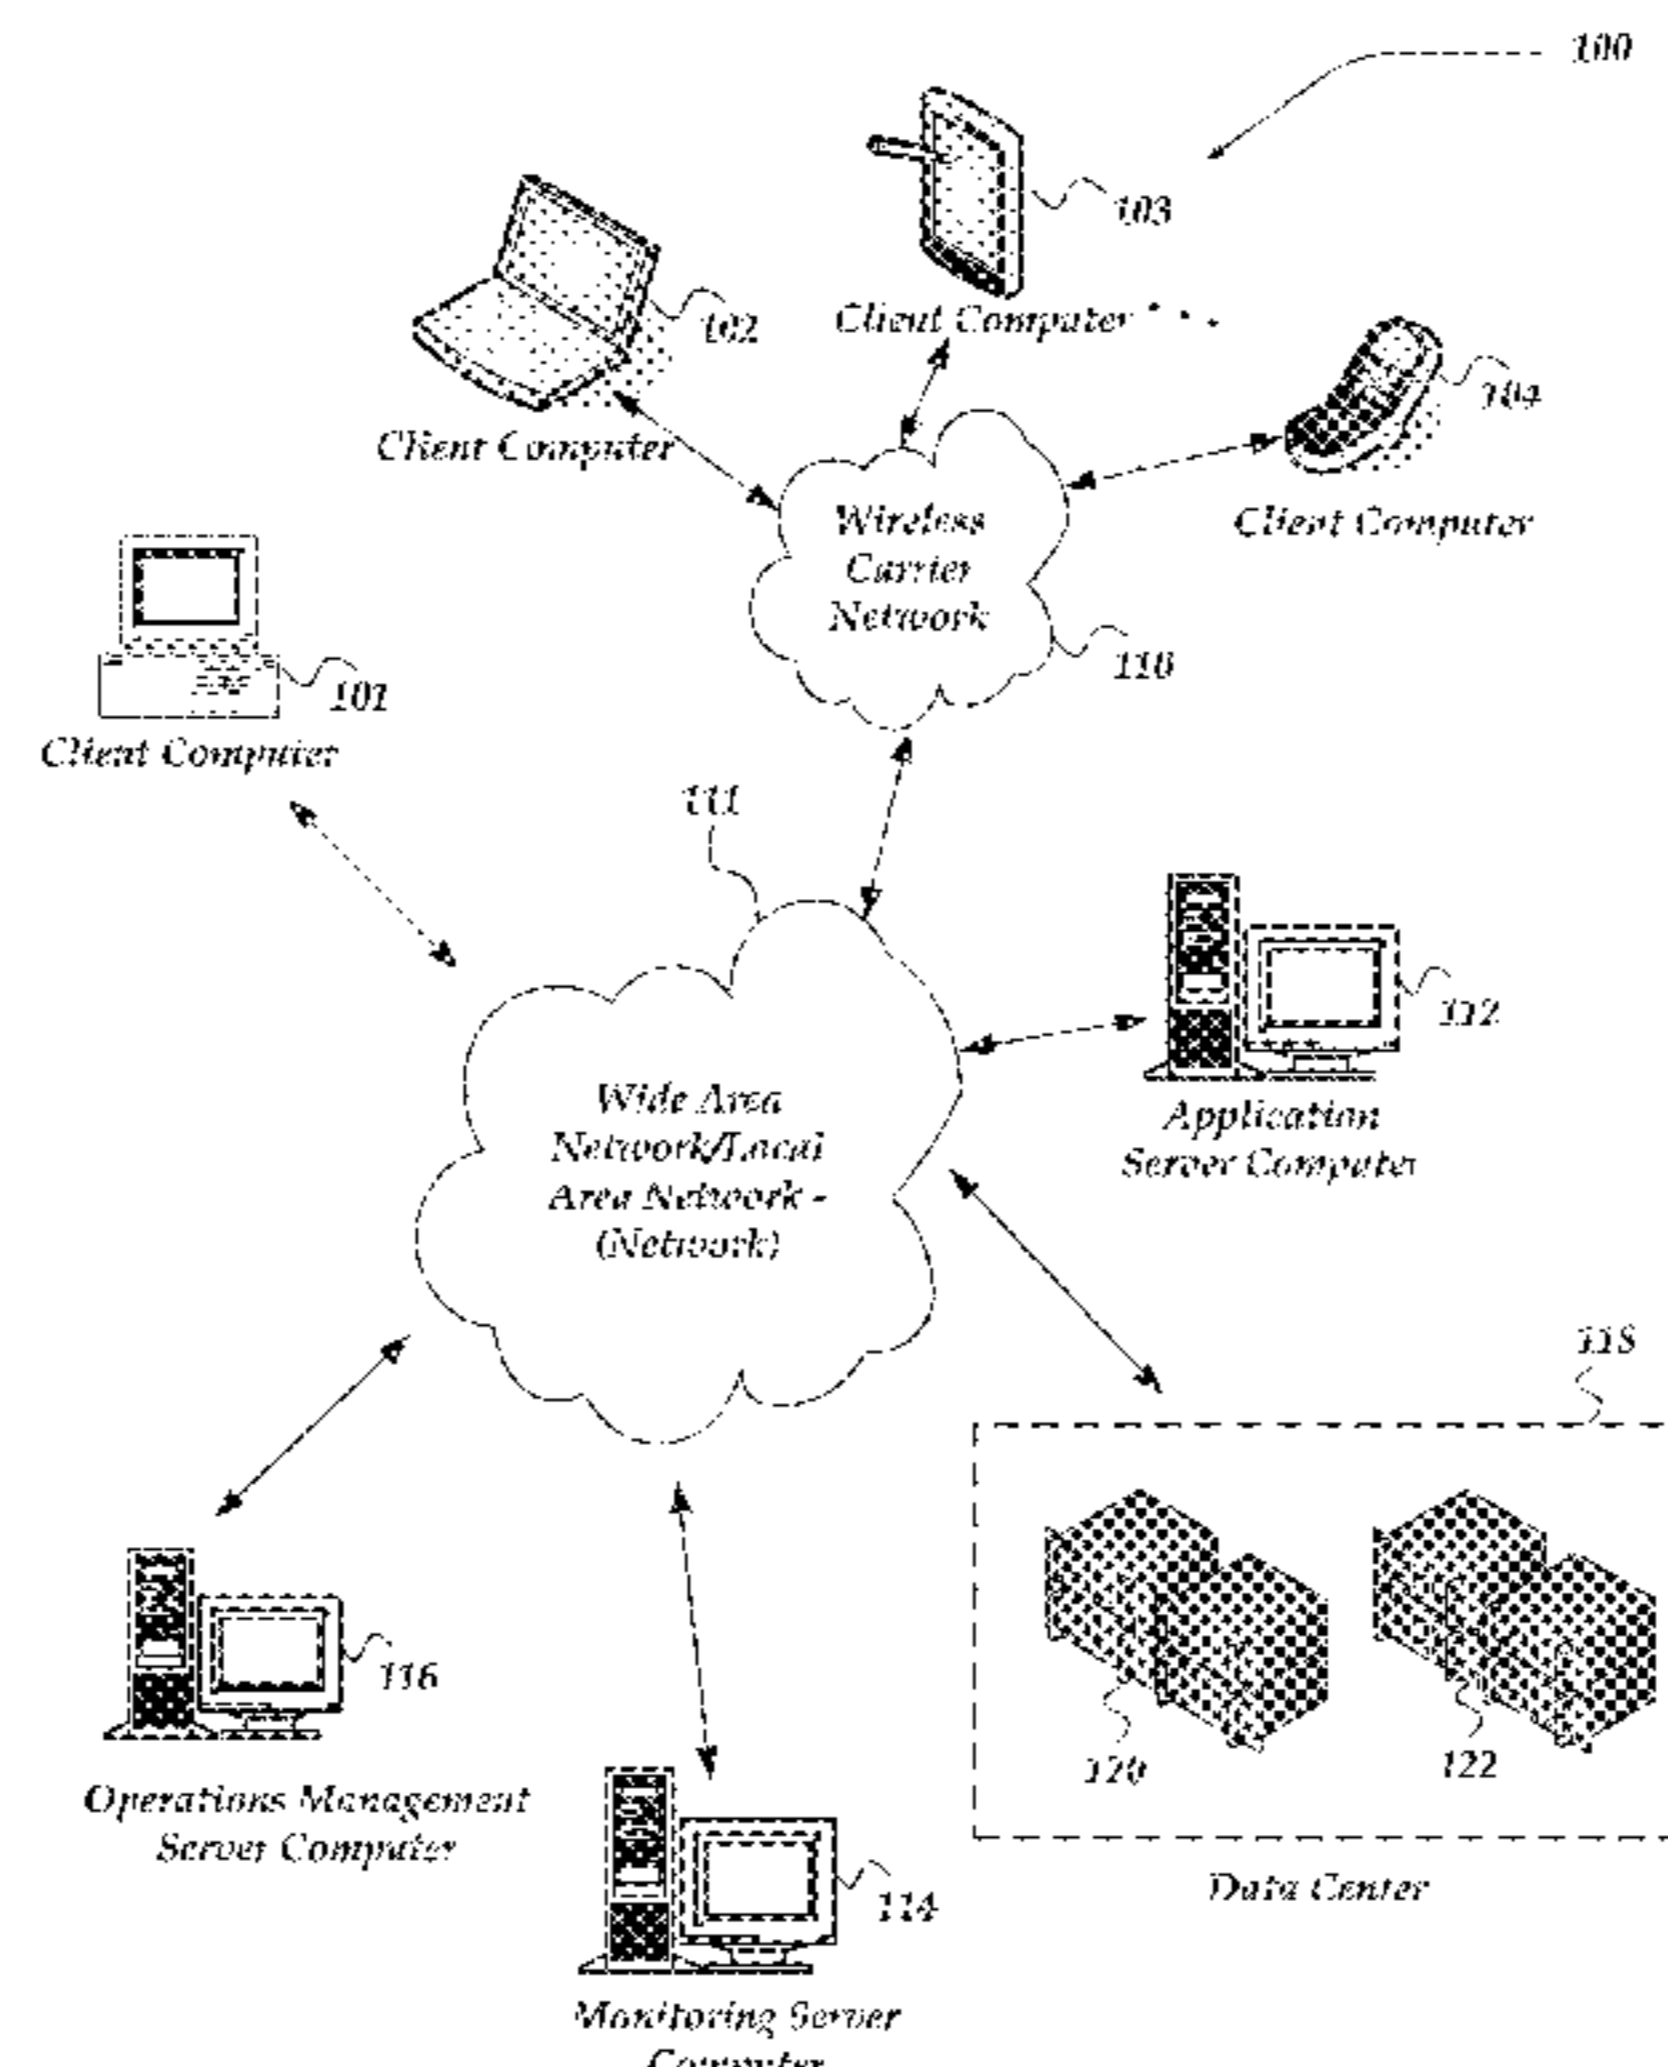 100
103
102
Client Computer
104
Client Computer
Client Computer
Wireless
Carrier
Network
110
101
Client Computer
111
112
Application
Server Computer
Wide Area
Network/Local
Area Network -
(Network)
118
116
120
122
Operations Management
Server Computer
114
Data Center
Monitoring Server
Computer